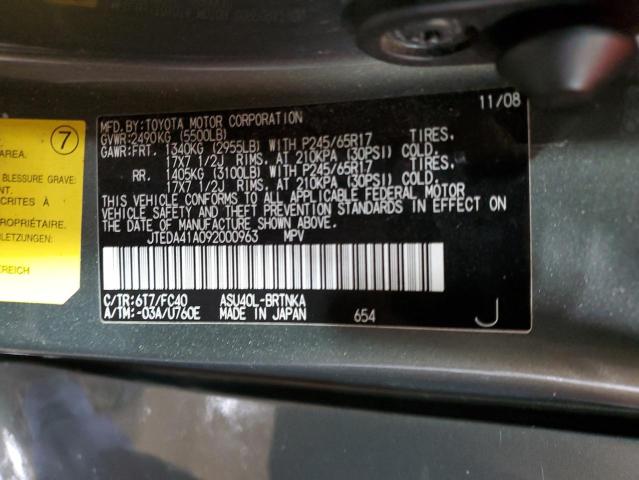 11/08
MFD.BY:TOYOTA MOTOR CORPORATION
GVWR:2490KG (5500LB)
GAWR:FRT. 1340KG (2955LB) WITH P245/65R17 TIRES.
17X7 1/2J RIMS. AT 210KPA (30PSI) COLD.
RR. 1405KG (3100LB) WITH P245/65R17 TIRES.
17X7 1/2J RIMS. AT 210KPA (30PSI) COLD.
THIS VEHICLE CONFORMS TO ALL APPLICABLE FEDERAL MOTOR
VEHICLE SAFETY AND THEFT PREVENTION STANDARDS IN EFFECT ON
THE DATE OF MANUFACTURE SHOWN ABOVE.
JTEDA41A092000963 MPV
C/TR:6T7/FC40 ASU40L-BRTNKA
A/TM:-03A/U760E MADE IN JAPAN 654 J
7
AREA.
BLESSURE GRAVE:
NT.
CRITES À
PROPRIÉTAIRE.
LETZUNGEN
EREICH